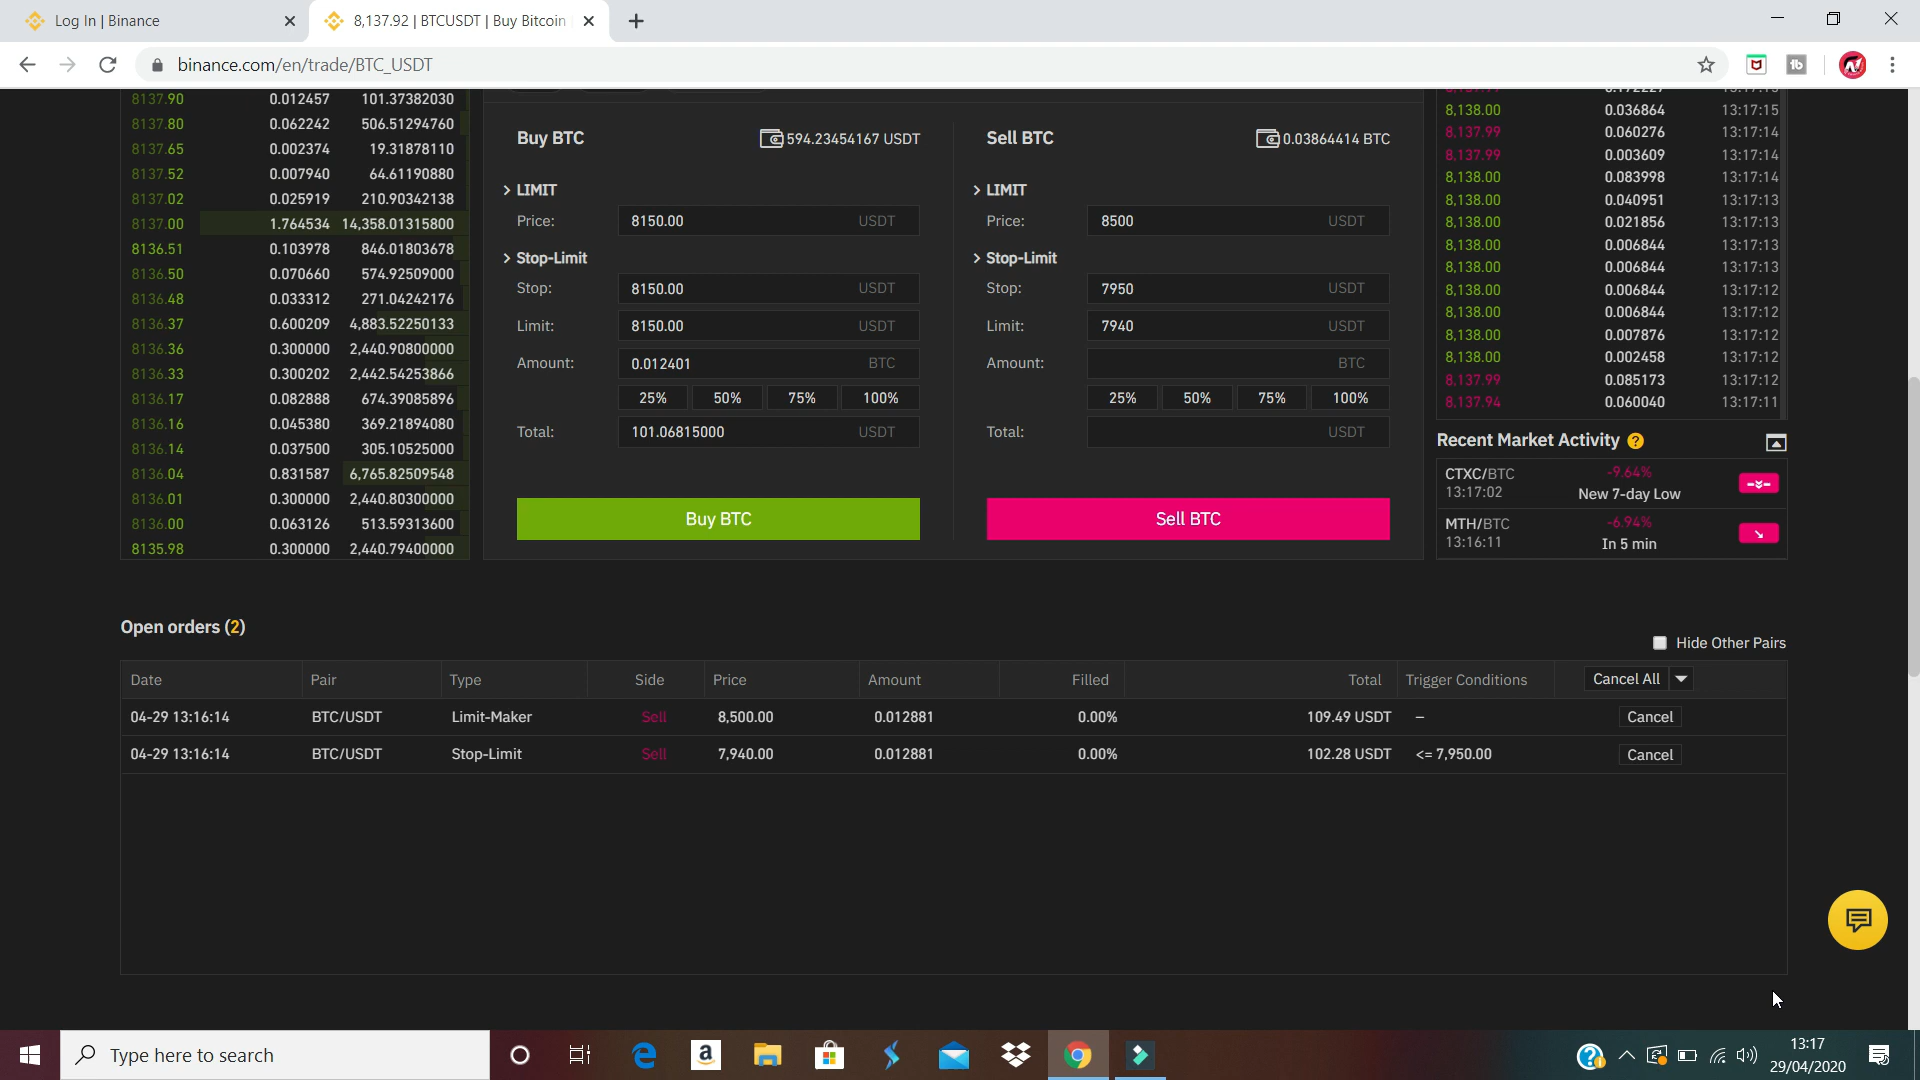 Log In | Binance
8,137.92 | BTCUSDT | Buy Bitcoin
binance.com/en/trade/BTC_USDT
8137.90 0.012457 101.37382030
8137.80 0.062242 506.51294760
8137.65 0.002374 19.31878110
8137.52 0.007940 64.61190880
8137.02 0.025919 210.90342138
8137.00 1.764534 14,358.01315800
8136.51 0.103978 846.01803678
8136.50 0.070660 574.92509000
8136.48 0.033312 271.04242176
8136.37 0.600209 4,883.52250133
8136.36 0.300000 2,440.90800000
8136.33 0.300202 2,442.54253866
8136.17 0.082888 674.39085896
8136.16 0.045380 369.21894080
8136.14 0.037500 305.10525000
8136.04 0.831587 6,765.82509548
8136.01 0.300000 2,440.80300000
8136.00 0.063126 513.59313600
8135.98 0.300000 2,440.79400000
Buy BTC 594.23454167 USDT
> LIMIT
Price: 8150.00 USDT
> Stop-Limit
Stop: 8150.00 USDT
Limit: 8150.00 USDT
Amount: 0.012401 BTC
25% 50% 75% 100%
Total: 101.06815000 USDT
Buy BTC
Sell BTC 0.03864414 BTC
> LIMIT
Price: 8500 USDT
> Stop-Limit
Stop: 7950 USDT
Limit: 7940 USDT
Amount: BTC
25% 50% 75% 100%
Total: USDT
Sell BTC
8,138.00 0.036864 13:17:15
8,137.99 0.060276 13:17:14
8,137.99 0.003609 13:17:14
8,138.00 0.083998 13:17:14
8,138.00 0.040951 13:17:13
8,138.00 0.021856 13:17:13
8,138.00 0.006844 13:17:13
8,138.00 0.006844 13:17:13
8,138.00 0.006844 13:17:12
8,138.00 0.006844 13:17:12
8,138.00 0.007876 13:17:12
8,138.00 0.002458 13:17:12
8,137.99 0.085173 13:17:12
8,137.94 0.060040 13:17:11
Recent Market Activity ?
CTXC/BTC -9.64%
13:17:02 New 7-day Low
MTH/BTC -6.94%
13:16:11 In 5 min
Open orders (2)
Hide Other Pairs
Date Pair Type Side Price Amount Filled Total Trigger Conditions Cancel All
04-29 13:16:14 BTC/USDT Limit-Maker Sell 8,500.00 0.012881 0.00% 109.49 USDT – Cancel
04-29 13:16:14 BTC/USDT Stop-Limit Sell 7,940.00 0.012881 0.00% 102.28 USDT <= 7,950.00 Cancel
Type here to search
13:17
29/04/2020